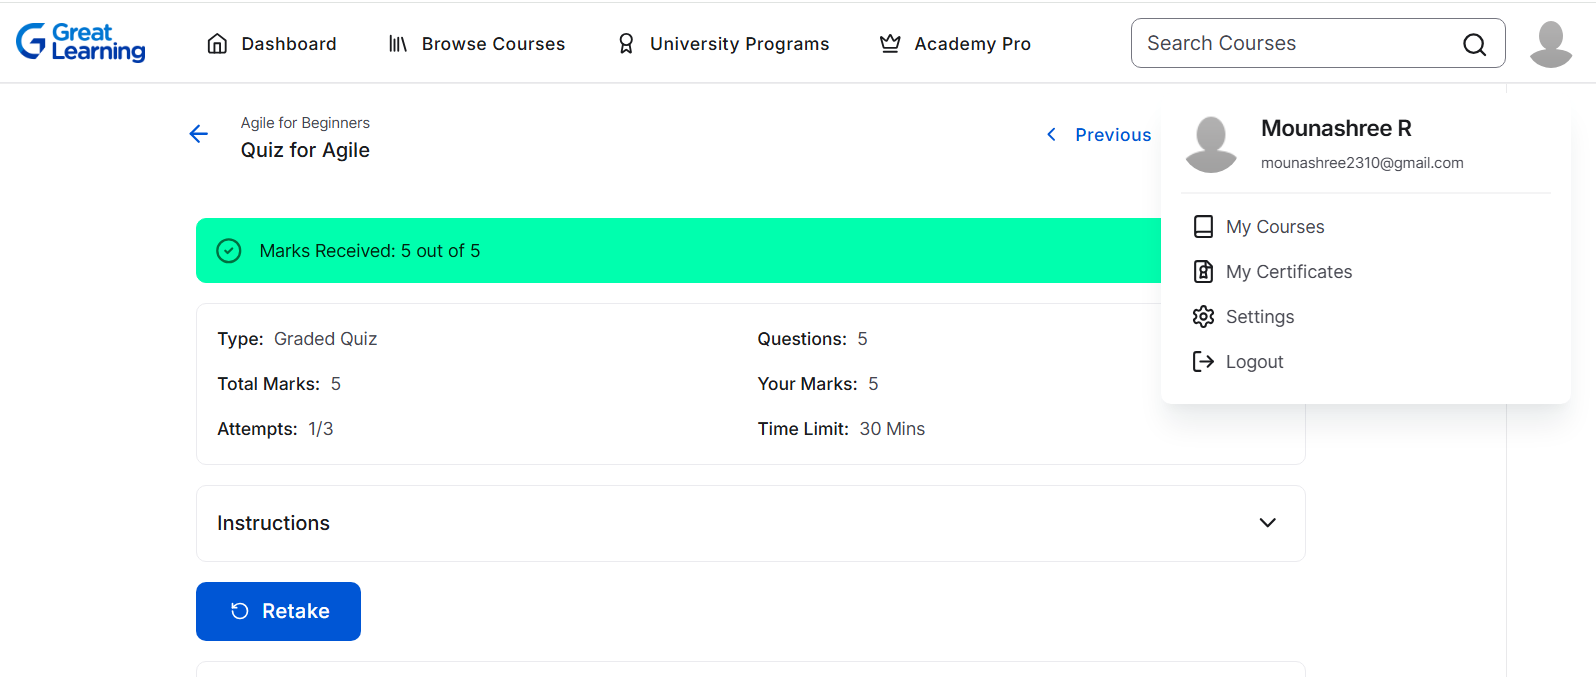 Great Learning
Dashboard
Browse Courses
University Programs
Academy Pro
Search Courses
Agile for Beginners
Quiz for Agile
Previous
Mounashree R
mounashree2310@gmail.com
My Courses
My Certificates
Settings
Logout
Marks Received: 5 out of 5
Type: Graded Quiz
Questions: 5
Total Marks: 5
Your Marks: 5
Attempts: 1/3
Time Limit: 30 Mins
Instructions
Retake